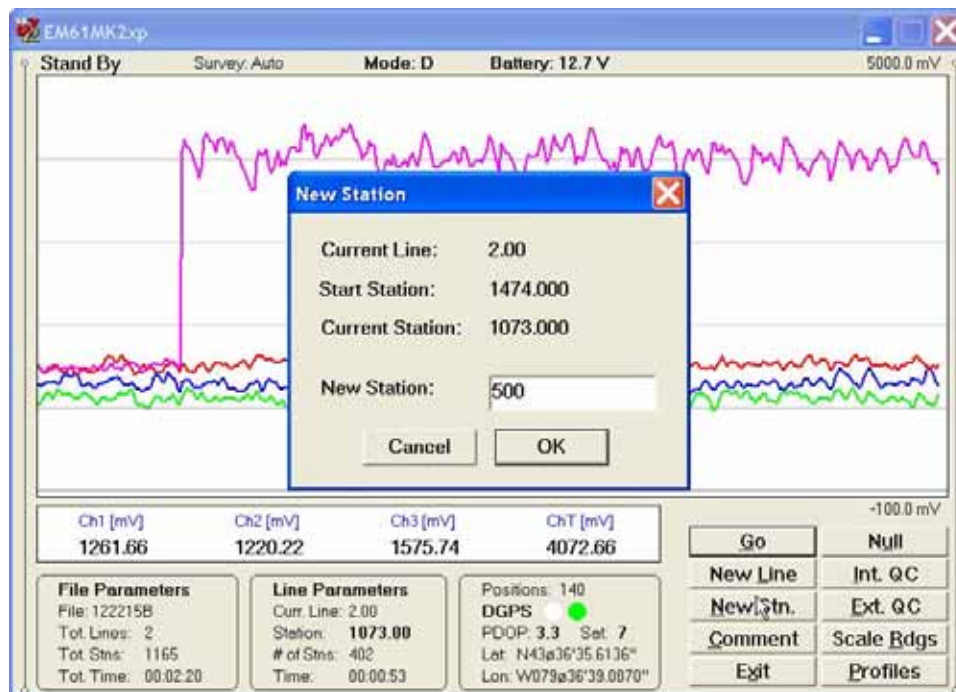 EM61MK2xp
Stand By Survey: Auto Mode: D Battery: 12.7 V 5000.0 mV
New Station
Current Line: 2.00
Start Station: 1474.000
Current Station: 1073.000
New Station: 500
Cancel OK
-100.0 mV
Ch1 [mV] Ch2 [mV] Ch3 [mV] ChT [mV]
1261.66 1220.22 1575.74 4072.66
Go Null
New Line Int. QC
New Stn. Ext. QC
Comment Scale Rdgs
Exit Profiles
File Parameters
File: 122215B
Tot. Lines: 2
Tot. Stns: 1165
Tot. Time: 00:02:20
Line Parameters
Curr. Line: 2.00
Station: 1073.00
# of Stns: 402
Time: 00:00:53
Positions: 140
DGPS
PDOP: 3.3 Sat: 7
Lat: N43ø36'35.6136"
Lon: W079ø36'39.0870"